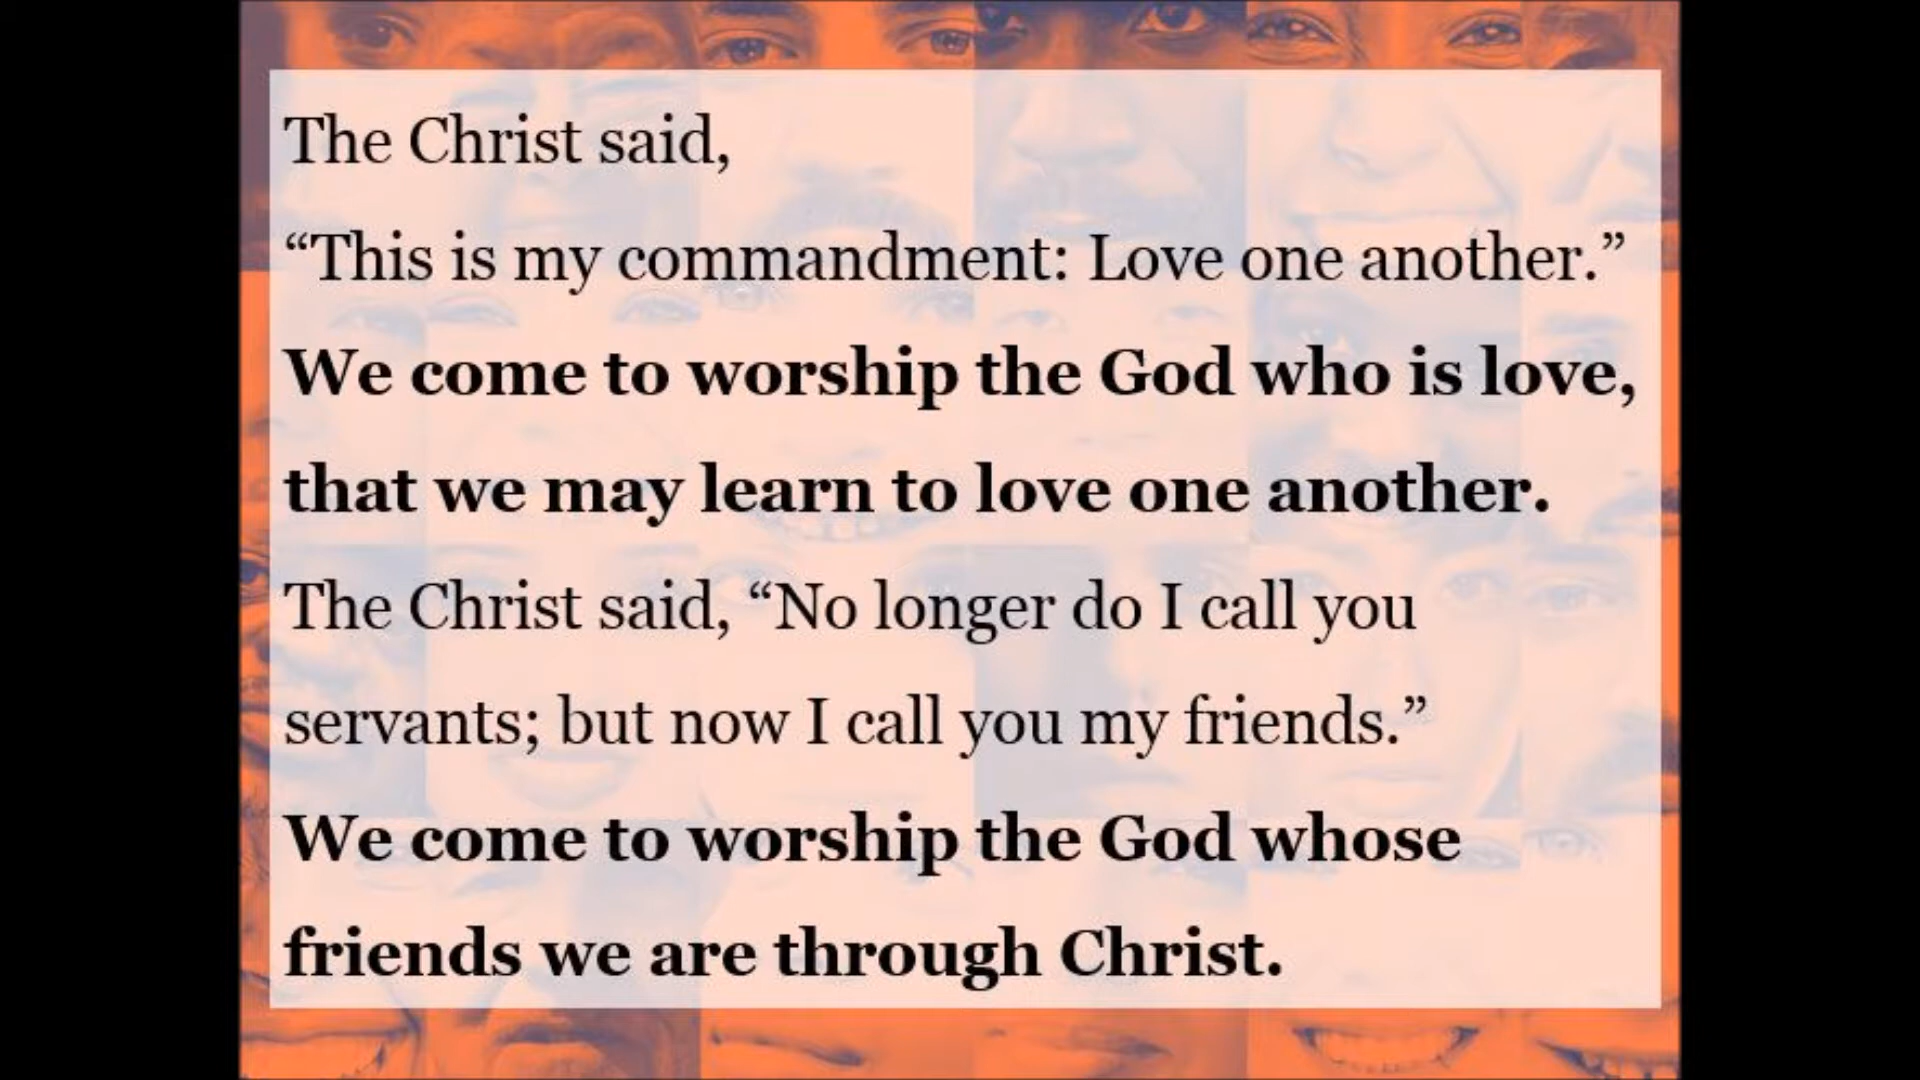 The Christ said,
“This is my commandment: Love one another.”
We come to worship the God who is love,
that we may learn to love one another.
The Christ said, “No longer do I call you
servants; but now I call you my friends.”
We come to worship the God whose
friends we are through Christ.